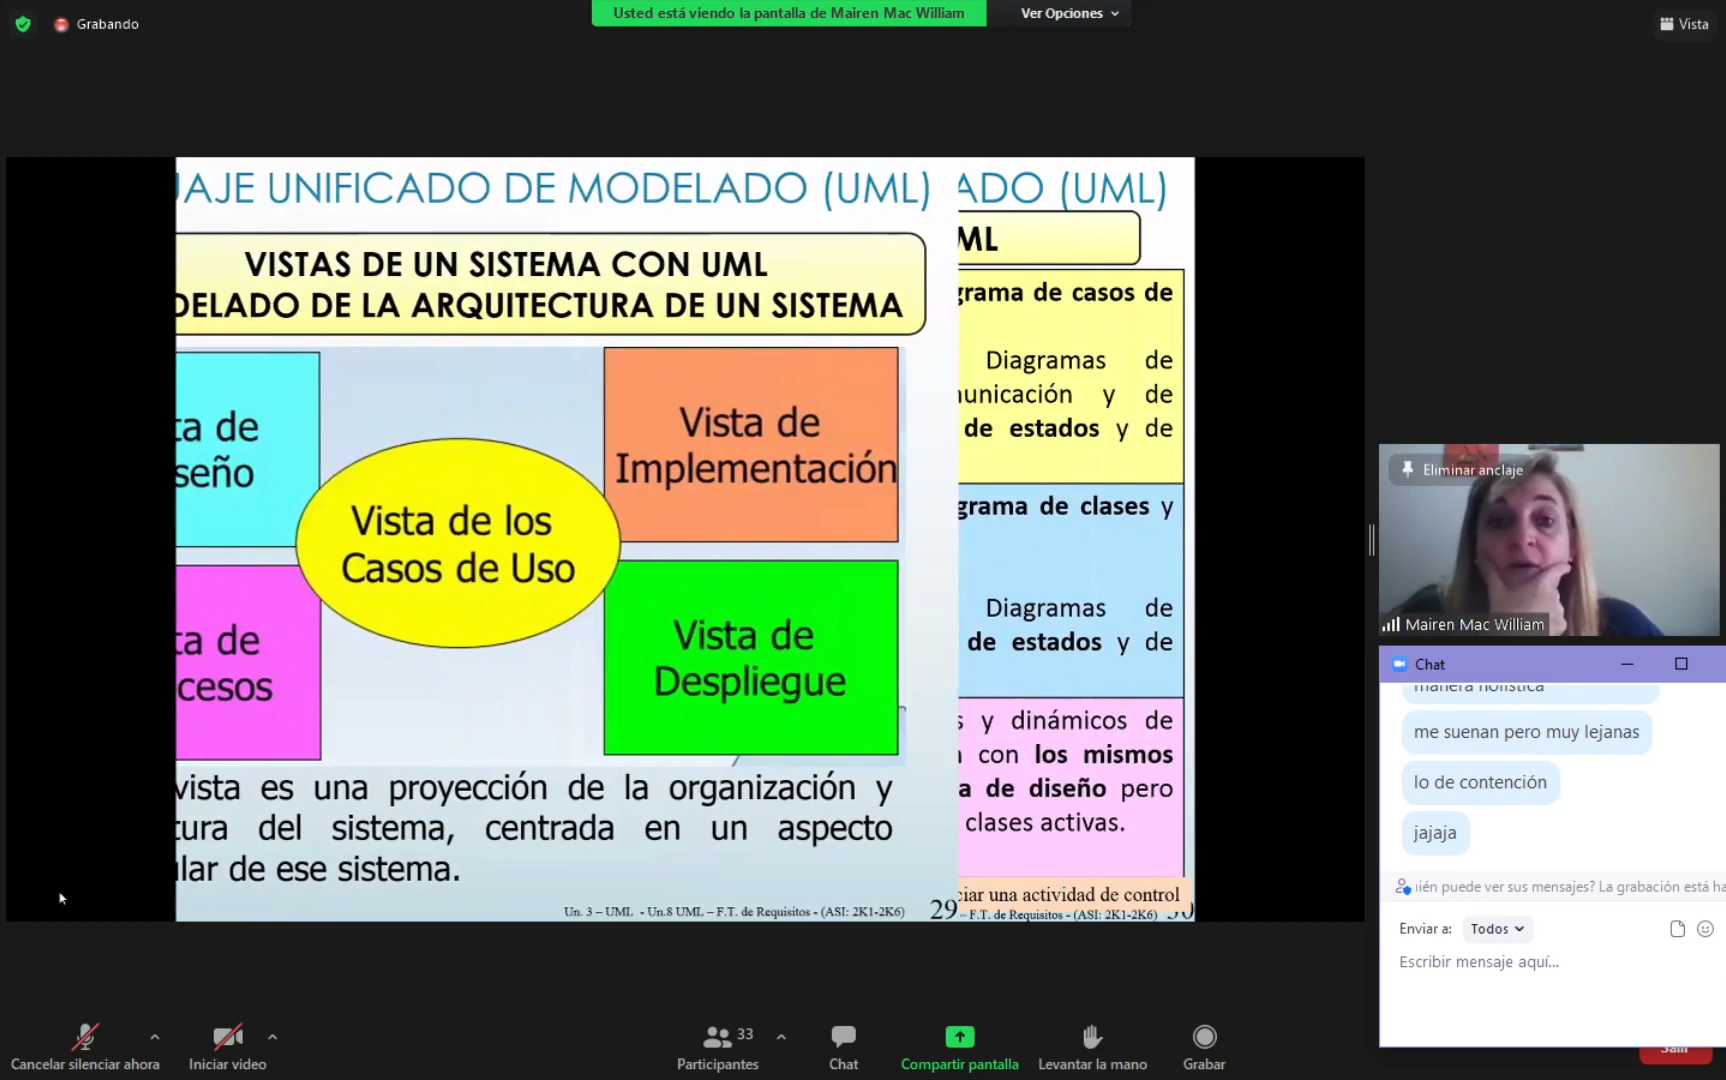 Grabando
Usted está viendo la pantalla de Mairen Mac William
Ver Opciones
Vista
UAJE UNIFICADO DE MODELADO (UML)
VISTAS DE UN SISTEMA CON UML
DELADO DE LA ARQUITECTURA DE UN SISTEMA
ta de
seño
Vista de
Implementación
Vista de los
Casos de Uso
ta de
cesos
Vista de
Despliegue
vista es una proyección de la organización y
tura del sistema, centrada en un aspecto
lar de ese sistema.
Un. 3 – UML - Un.8 UML – F.T. de Requisitos - (ASI: 2K1-2K6)
29
ADO (UML)
ML
grama de casos de
Diagramas de
unicación y de
de estados y de
grama de clases y
Diagramas de
de estados y de
s y dinámicos de
con los mismos
a de diseño pero
clases activas.
ciar una actividad de control
– F.T. de Requisitos - (ASI: 2K1-2K6)
Eliminar anclaje
Mairen Mac William
Chat
manera holística
me suenan pero muy lejanas
lo de contención
jajaja
ién puede ver sus mensajes? La grabación está ha
Enviar a:
Todos
Escribir mensaje aquí...
Cancelar silenciar ahora
Iniciar video
33
Participantes
Chat
Compartir pantalla
Levantar la mano
Grabar
Salir